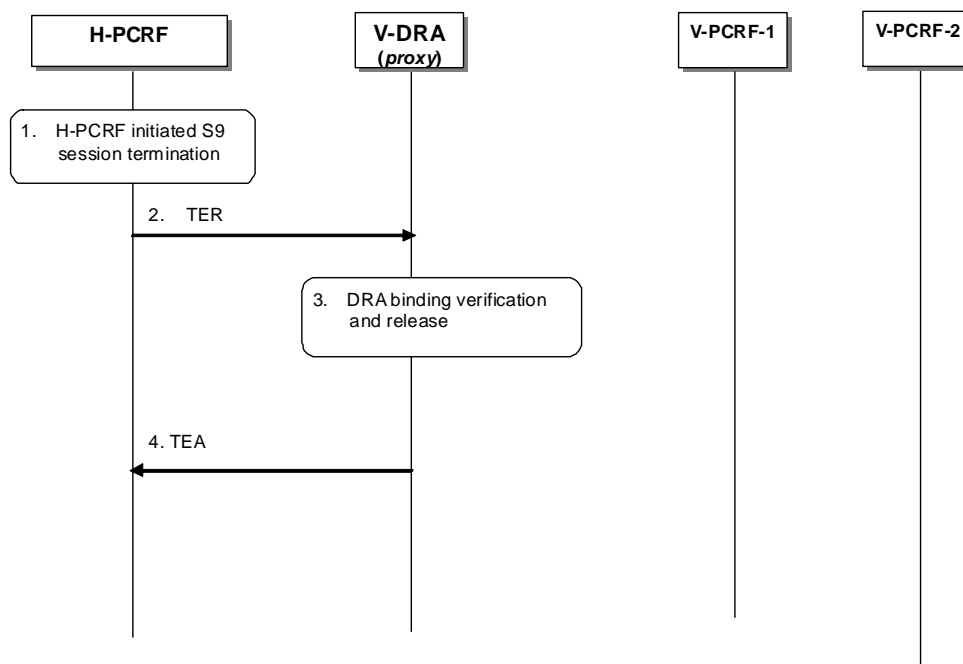 H-PCRF
V-DRA
(proxy)
V-PCRF-1
V-PCRF-2
1. H-PCRF initiated S9
session termination
2. TER
3. DRA binding verification
and release
4. TEA